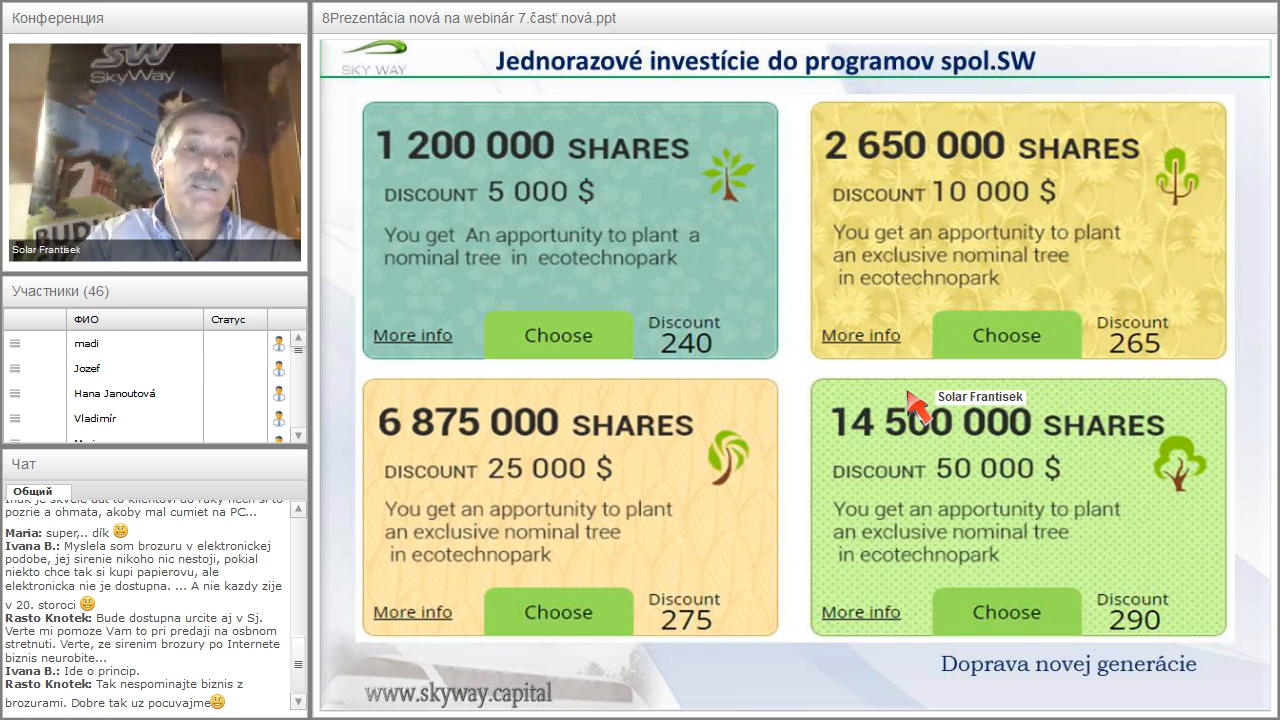 Конференция
SW
SkyWay
Solar Frantisek
Участники (46)
ФИО
Статус
madi
Jozef
Hana Janoutová
Vladimír
Чат
Общий
pozrie a ohmata, akoby mal cumiet na PC...
Maria: super,.. dík
Ivana B.: Myslela som brozuru v elektronickej
podobe, jej sirenie nikoho nic nestoji, pokial
niekto chce tak si kupi papierovu, ale
elektronicka nie je dostupna. ... A nie kazdy zije
v 20. storoci
Rasto Knotek: Bude dostupna urcite aj v Sj.
Verte mi pomoze Vam to pri predaji na osbnom
stretnuti. Verte, ze sirenim brozury po Internete
biznis neurobite...
Ivana B.: Ide o princip.
Rasto Knotek: Tak nespominajte biznis z
brozurami. Dobre tak uz pocuvajme
8Prezentácia nová na webinár 7.časť nová.ppt
SKY WAY
Jednorazové investície do programov spol.SW
1 200 000 SHARES
DISCOUNT 5 000 $
You get An apportunity to plant a
nominal tree in ecotechnopark
More info
Choose
Discount
240
2 650 000 SHARES
DISCOUNT 10 000 $
You get an apportunity to plant
an exclusive nominal tree
in ecotechnopark
More info
Choose
Discount
265
6 875 000 SHARES
DISCOUNT 25 000 $
You get an apportunity to plant
an exclusive nominal tree
in ecotechnopark
More info
Choose
Discount
275
Solar Frantisek
14 500 000 SHARES
DISCOUNT 50 000 $
You get an apportunity to plant
an exclusive nominal tree
in ecotechnopark
More info
Choose
Discount
290
Doprava novej generácie
www.skyway.capital